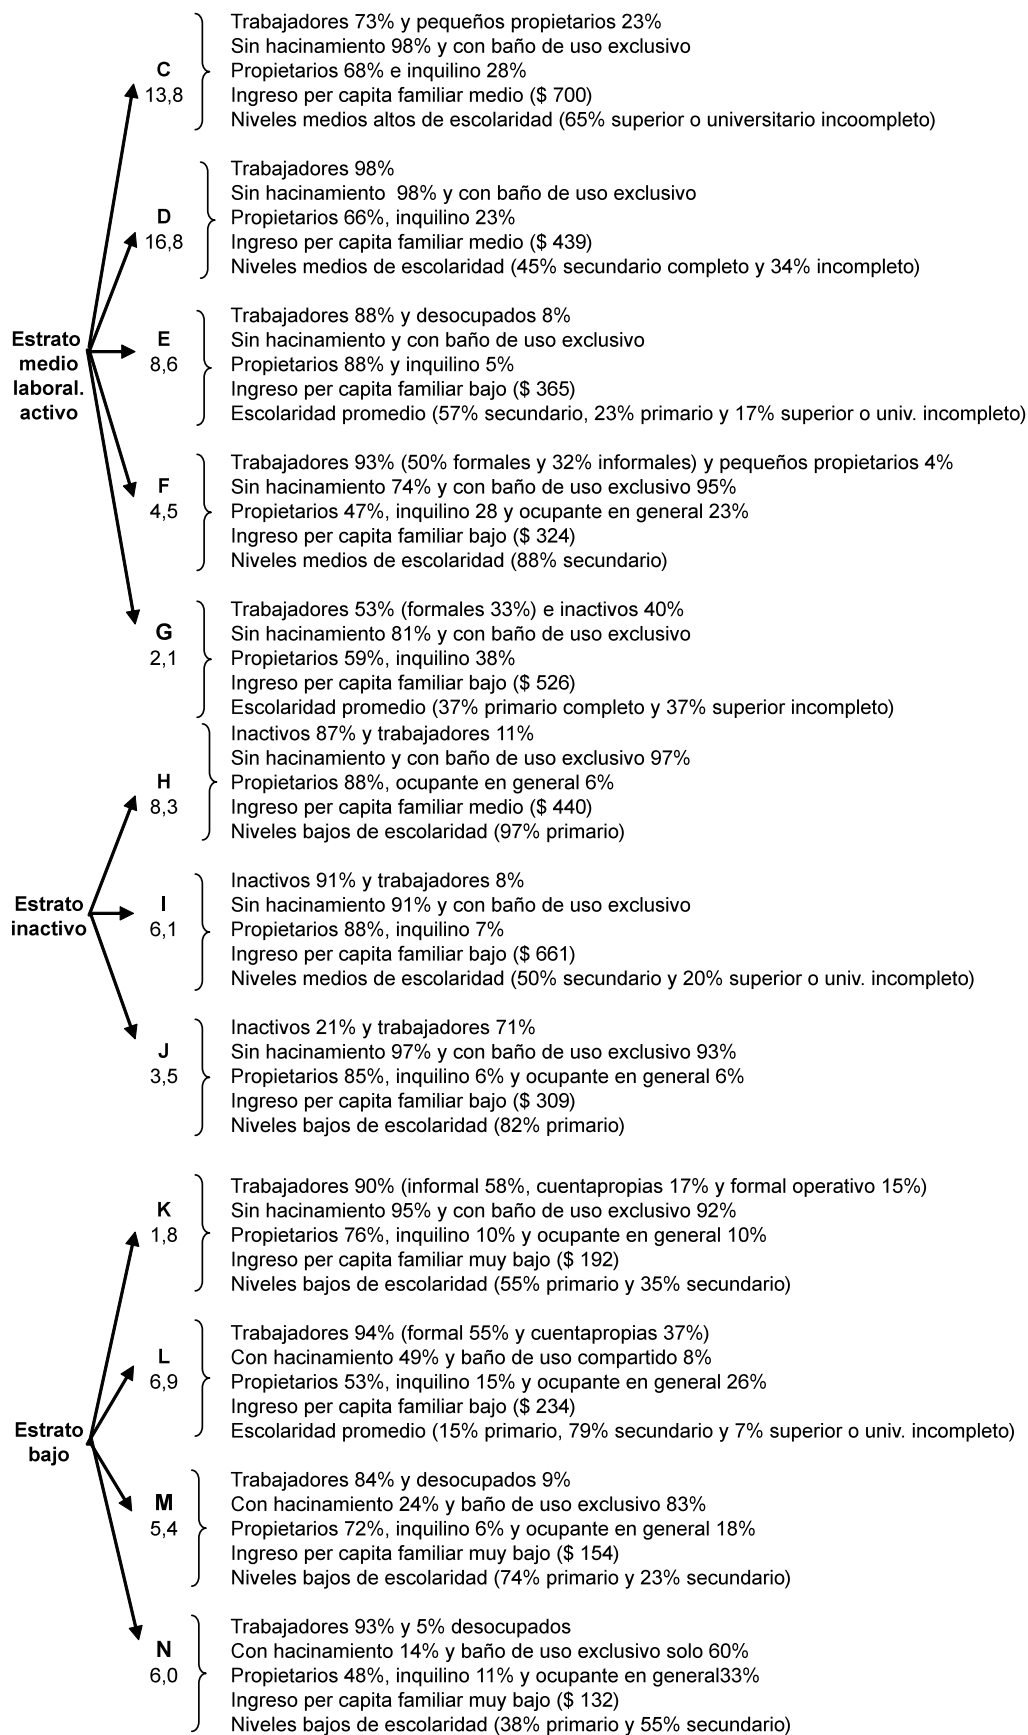 Estrato
medio
laboral.
activo
C
13,8
Trabajadores 73% y pequeños propietarios 23%
Sin hacinamiento 98% y con baño de uso exclusivo
Propietarios 68% e inquilino 28%
Ingreso per capita familiar medio ($ 700)
Niveles medios altos de escolaridad (65% superior o universitario incoompleto)
D
16,8
Trabajadores 98%
Sin hacinamiento 98% y con baño de uso exclusivo
Propietarios 66%, inquilino 23%
Ingreso per capita familiar medio ($ 439)
Niveles medios de escolaridad (45% secundario completo y 34% incompleto)
E
8,6
Trabajadores 88% y desocupados 8%
Sin hacinamiento y con baño de uso exclusivo
Propietarios 88% y inquilino 5%
Ingreso per capita familiar bajo ($ 365)
Escolaridad promedio (57% secundario, 23% primario y 17% superior o univ. incompleto)
F
4,5
Trabajadores 93% (50% formales y 32% informales) y pequeños propietarios 4%
Sin hacinamiento 74% y con baño de uso exclusivo 95%
Propietarios 47%, inquilino 28 y ocupante en general 23%
Ingreso per capita familiar bajo ($ 324)
Niveles medios de escolaridad (88% secundario)
G
2,1
Trabajadores 53% (formales 33%) e inactivos 40%
Sin hacinamiento 81% y con baño de uso exclusivo
Propietarios 59%, inquilino 38%
Ingreso per capita familiar bajo ($ 526)
Escolaridad promedio (37% primario completo y 37% superior incompleto)
Estrato
inactivo
H
8,3
Inactivos 87% y trabajadores 11%
Sin hacinamiento y con baño de uso exclusivo 97%
Propietarios 88%, ocupante en general 6%
Ingreso per capita familiar medio ($ 440)
Niveles bajos de escolaridad (97% primario)
I
6,1
Inactivos 91% y trabajadores 8%
Sin hacinamiento 91% y con baño de uso exclusivo
Propietarios 88%, inquilino 7%
Ingreso per capita familiar bajo ($ 661)
Niveles medios de escolaridad (50% secundario y 20% superior o univ. incompleto)
J
3,5
Inactivos 21% y trabajadores 71%
Sin hacinamiento 97% y con baño de uso exclusivo 93%
Propietarios 85%, inquilino 6% y ocupante en general 6%
Ingreso per capita familiar bajo ($ 309)
Niveles bajos de escolaridad (82% primario)
Estrato
bajo
K
1,8
Trabajadores 90% (informal 58%, cuentapropias 17% y formal operativo 15%)
Sin hacinamiento 95% y con baño de uso exclusivo 92%
Propietarios 76%, inquilino 10% y ocupante en general 10%
Ingreso per capita familiar muy bajo ($ 192)
Niveles bajos de escolaridad (55% primario y 35% secundario)
L
6,9
Trabajadores 94% (formal 55% y cuentapropias 37%)
Con hacinamiento 49% y baño de uso compartido 8%
Propietarios 53%, inquilino 15% y ocupante en general 26%
Ingreso per capita familiar bajo ($ 234)
Escolaridad promedio (15% primario, 79% secundario y 7% superior o univ. incompleto)
M
5,4
Trabajadores 84% y desocupados 9%
Con hacinamiento 24% y baño de uso exclusivo 83%
Propietarios 72%, inquilino 6% y ocupante en general 18%
Ingreso per capita familiar muy bajo ($ 154)
Niveles bajos de escolaridad (74% primario y 23% secundario)
N
6,0
Trabajadores 93% y 5% desocupados
Con hacinamiento 14% y baño de uso exclusivo solo 60%
Propietarios 48%, inquilino 11% y ocupante en general33%
Ingreso per capita familiar muy bajo ($ 132)
Niveles bajos de escolaridad (38% primario y 55% secundario)